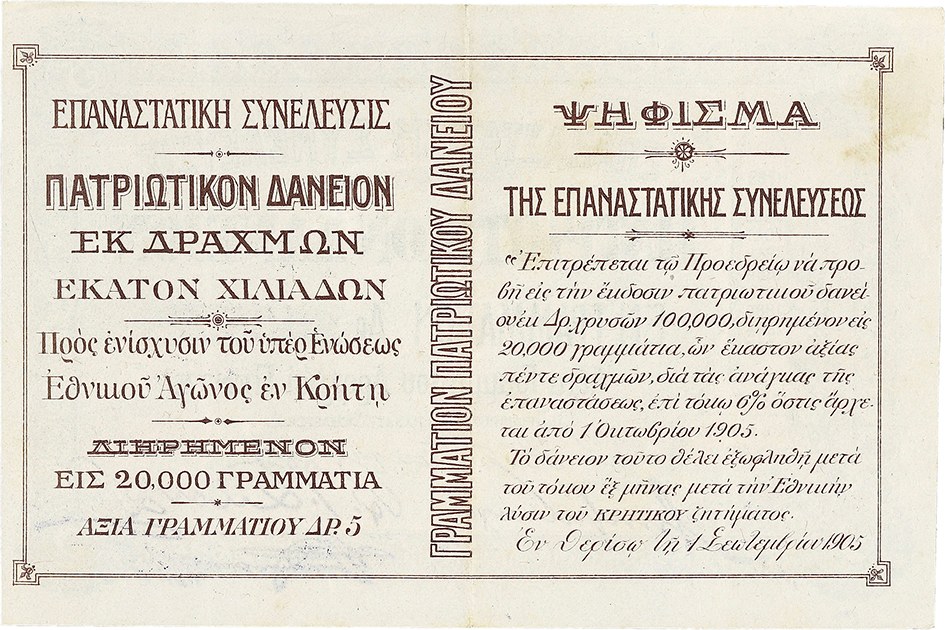 ΕΠΑΝΑΣΤΑΤΙΚΗ ΣΥΝΕΛΕΥΣΙΣ
ΠΑΤΡΙΩΤΙΚΟΝ ΔΑΝΕΙΟΝ
ΕΚ ΔΡΑΧΜΩΝ
ΕΚΑΤΟΝ ΧΙΛΙΑΔΩΝ
Πρὸς ἐνίσχυσιν τοῦ ὑπὲρ Ἑνώσεως
Ἐθνικοῦ Ἀγῶνος ἐν Κρήτῃ
ΔΙΗΡΗΜΕΝΟΝ
ΕΙΣ 20,000 ΓΡΑΜΜΑΤΙΑ
ΑΞΙΑ ΓΡΑΜΜΑΤΙΟΥ ΔΡ. 5
ΓΡΑΜΜΑΤΙΟΝ ΠΑΤΡΙΩΤΙΚΟΥ ΔΑΝΕΙΟΥ
ΨΗΦΙΣΜΑ
ΤΗΣ ΕΠΑΝΑΣΤΑΤΙΚΗΣ ΣΥΝΕΛΕΥΣΕΩΣ
“Ἐπιτρέπεται τῷ Προεδρείῳ νὰ προ-
βῇ εἰς τὴν ἔκδοσιν πατριωτικοῦ δανεί-
ου ἐκ Δρ. χρυσῶν 100,000, διῃρημένον εἰς
20,000 γραμμάτια, ὧν ἕκαστον ἀξίας
πέντε δραχμῶν, διὰ τὰς ἀνάγκας τῆς
ἐπαναστάσεως, ἐπὶ τόκῳ 6% ὅστις ἄρχε-
ται ἀπὸ 1 Ὀκτωβρίου 1905.
Τὸ δάνειον τοῦτο θέλει ἐξωφληθῇ μετὰ
τοῦ τόκου ἓξ μῆνας μετὰ τὴν Ἐθνικὴν
λύσιν τοῦ ΚΡΗΤΙΚΟΥ ζητήματος.
Ἐν Θερίσῳ τῇ 1 Σεπτεμβρίου 1905